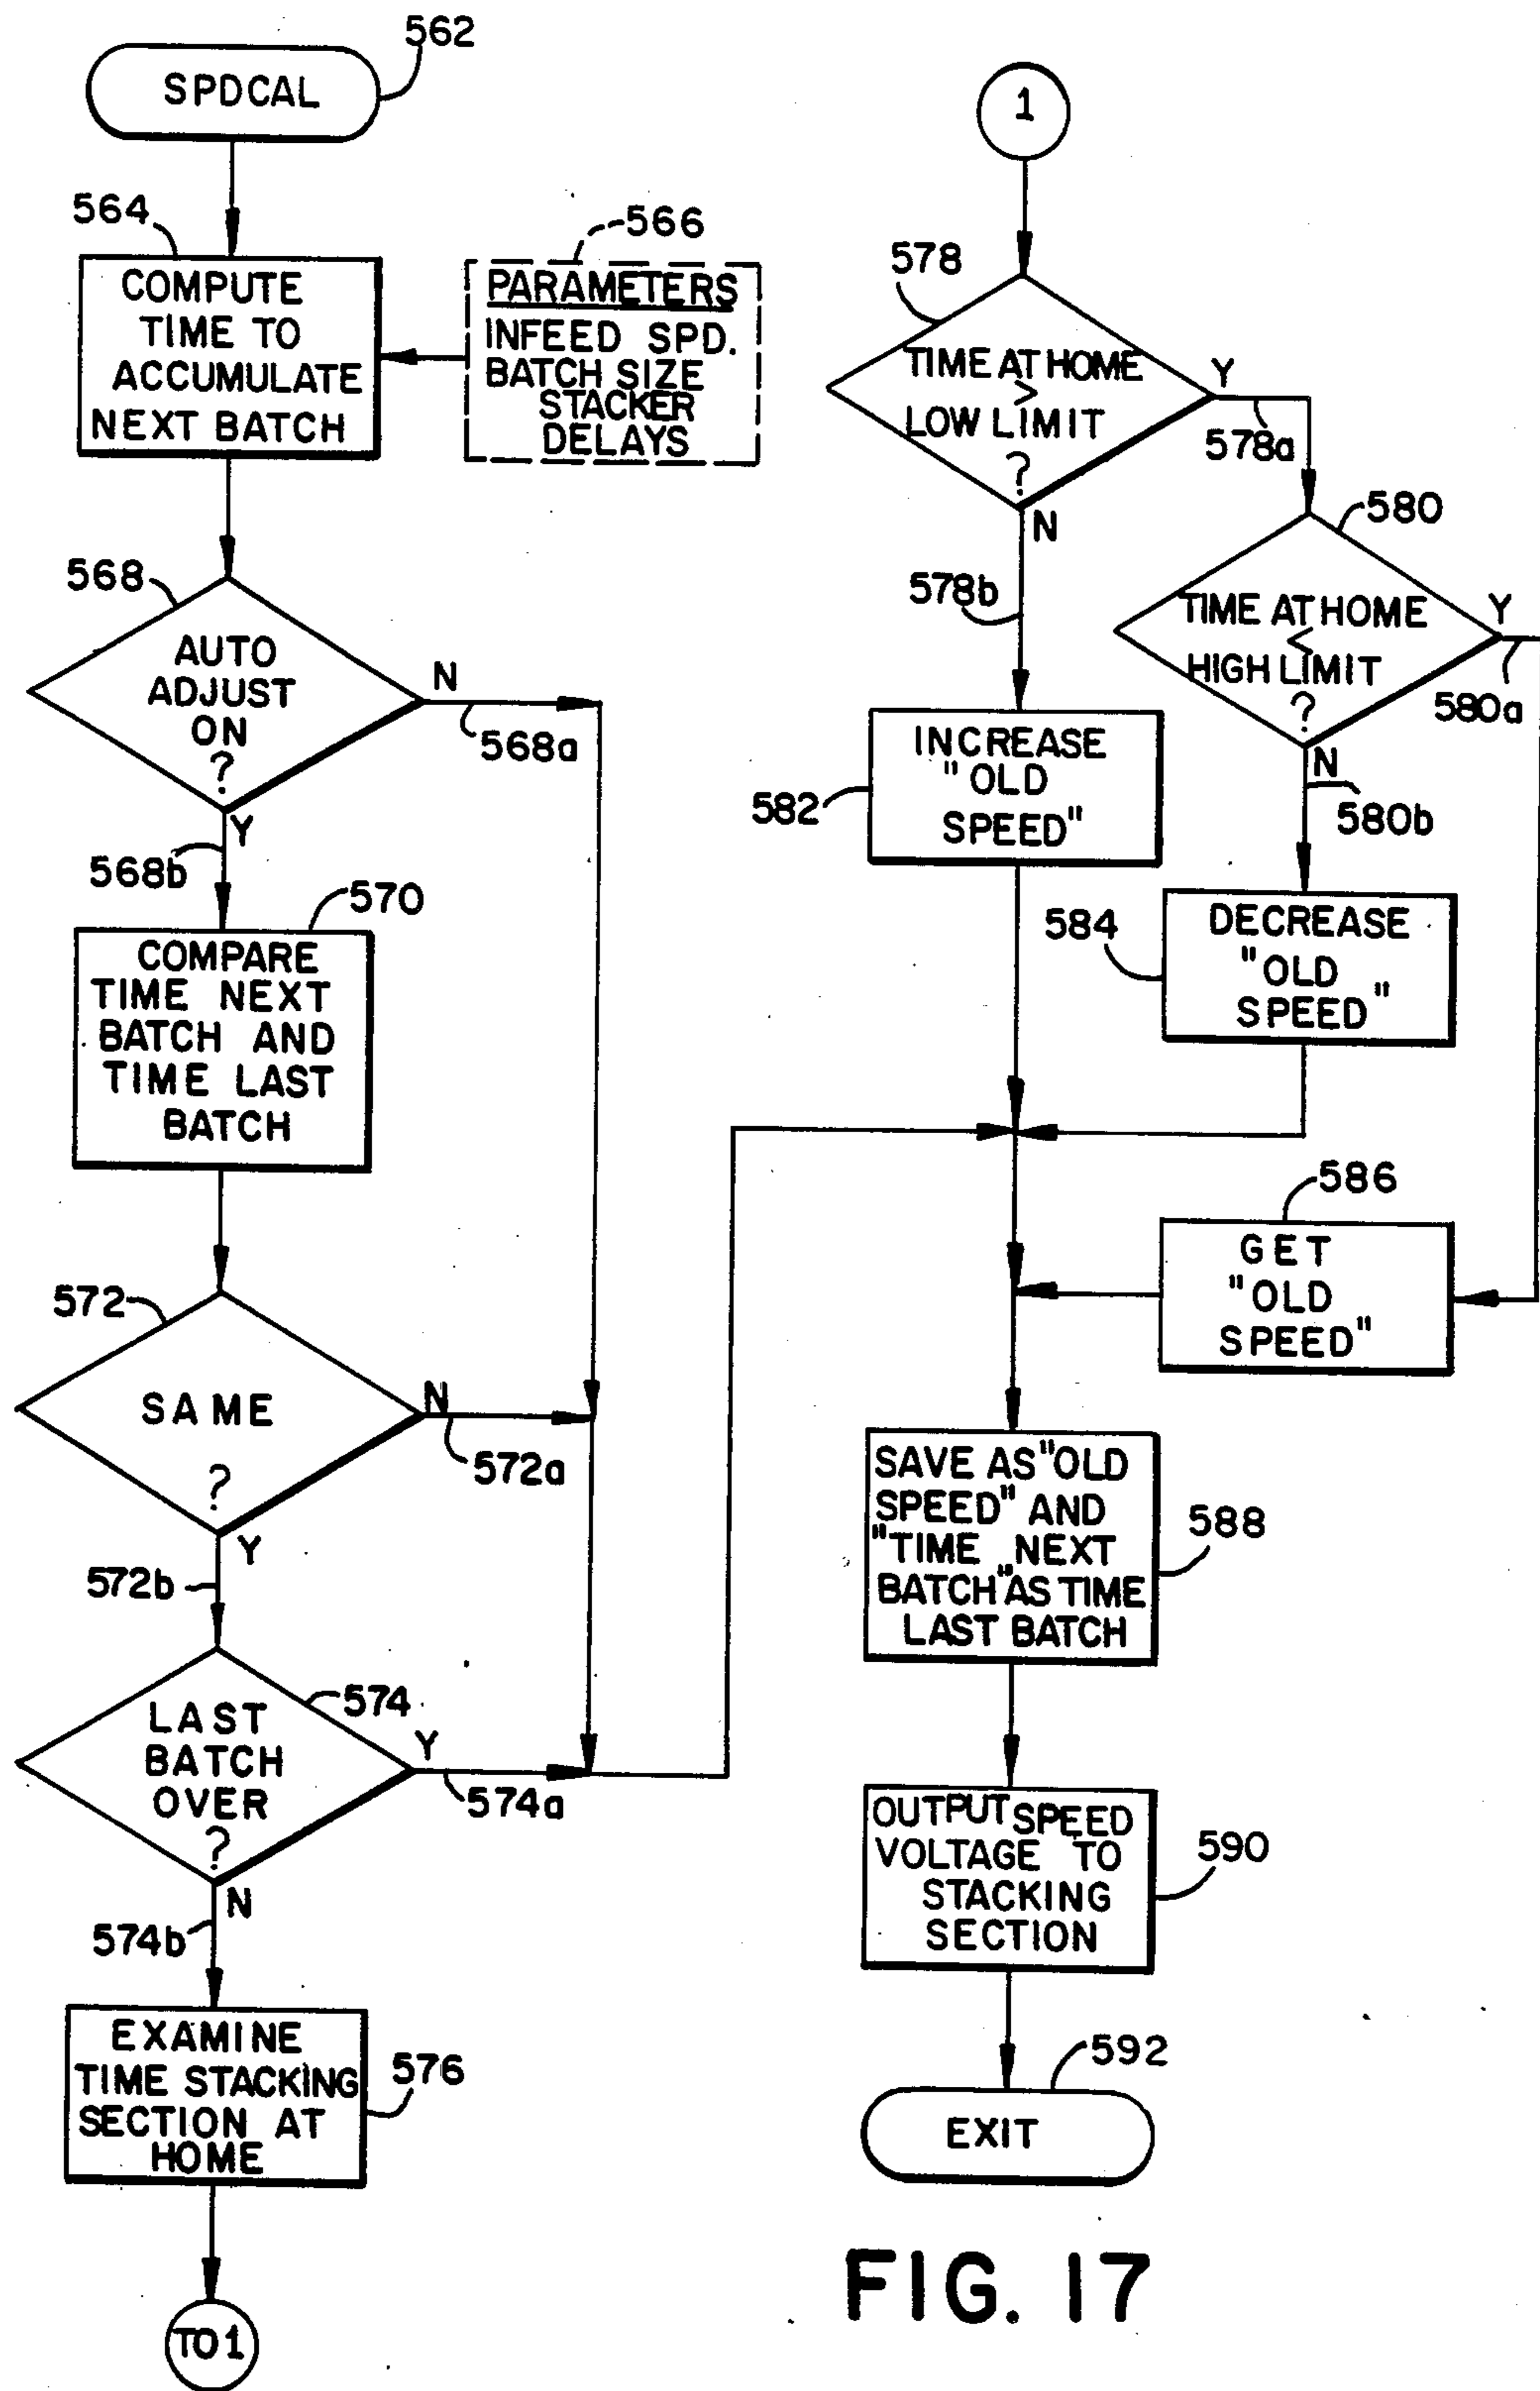 562
SPDCAL
564
COMPUTE
TIME TO
ACCUMULATE
NEXT BATCH
566
PARAMETERS
INFEED SPD.
BATCH SIZE
STACKER
DELAYS
568
AUTO
ADJUST
ON
?
N
568a
Y
568b
570
COMPARE
TIME NEXT
BATCH AND
TIME LAST
BATCH
572
SAME
?
N
572a
Y
572b
574
LAST
BATCH
OVER
?
Y
574a
N
574b
EXAMINE
TIME STACKING
SECTION AT
HOME
576
TO 1
1
578
TIME AT HOME
>
LOW LIMIT
?
Y
578a
N
578b
580
TIME AT HOME
<
HIGH LIMIT
?
Y
580a
N
580b
INCREASE
"OLD
SPEED"
582
DECREASE
"OLD
SPEED"
584
586
GET
"OLD
SPEED"
SAVE AS "OLD
SPEED" AND
"TIME NEXT
BATCH" AS TIME
LAST BATCH
588
OUTPUT SPEED
VOLTAGE TO
STACKING
SECTION
590
592
EXIT
FIG. 17